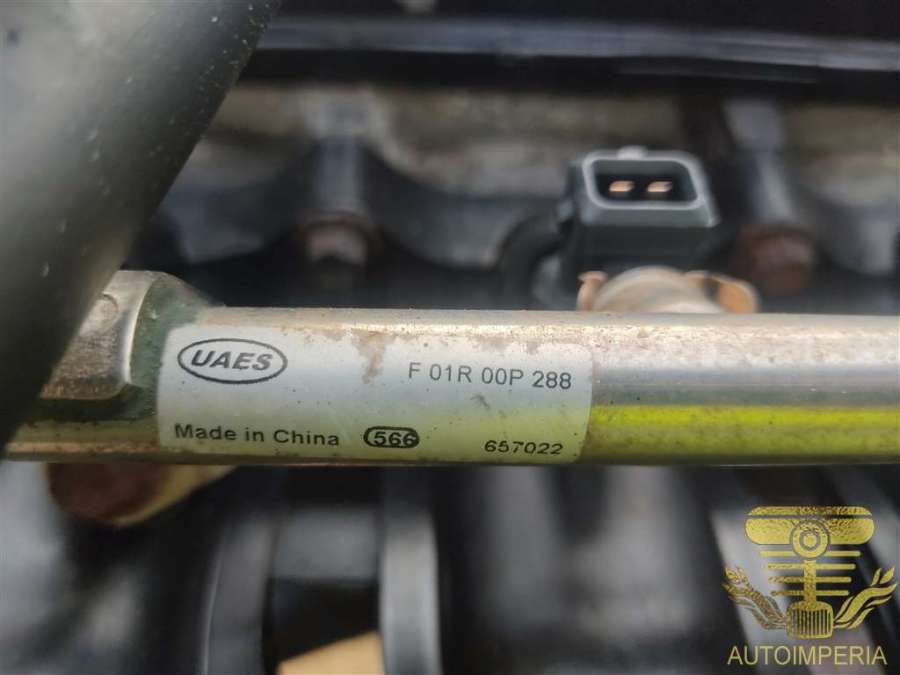 UAES
F 01R 00P 288
Made in China 566
657022
AUTOIMPERIA